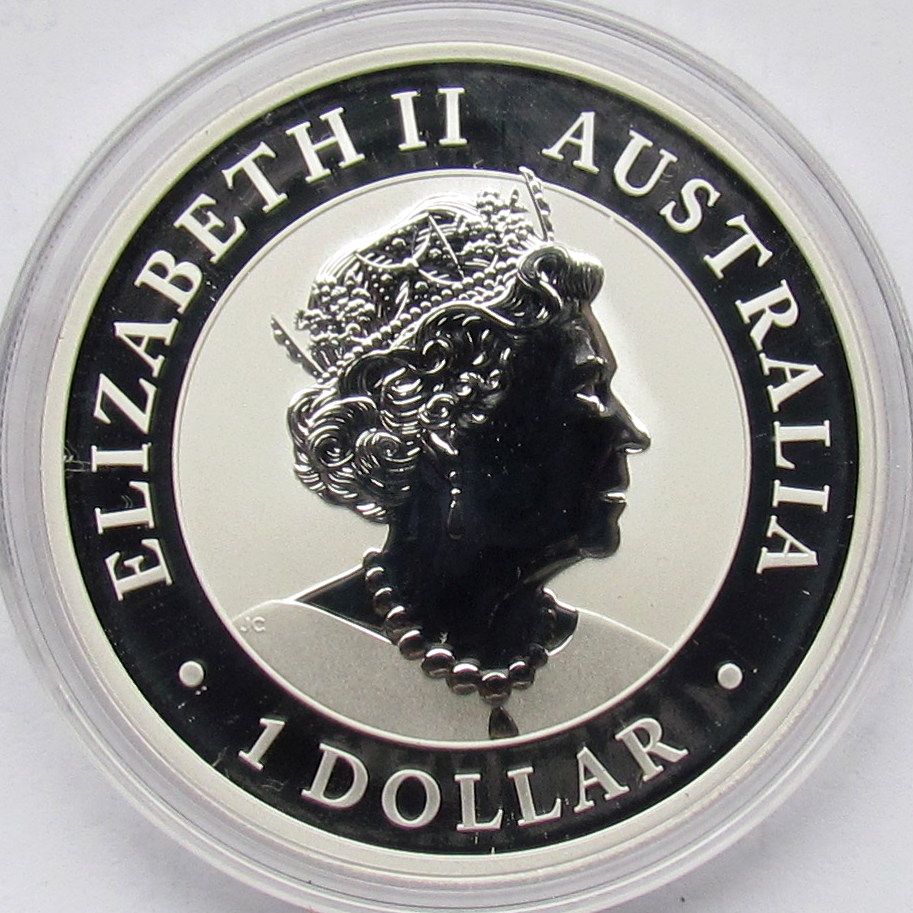 ELIZABETH II AUSTRALIA
JC
• 1 DOLLAR •